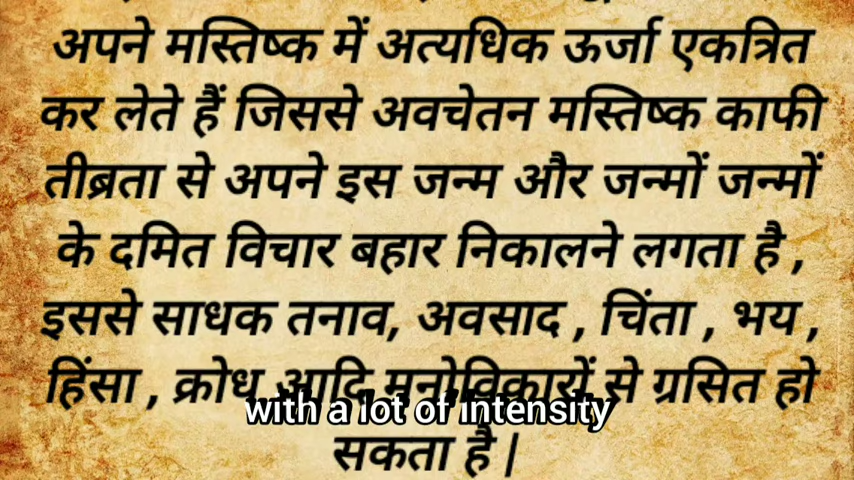 अपने मस्तिष्क में अत्यधिक ऊर्जा एकत्रित
कर लेते हैं जिससे अवचेतन मस्तिष्क काफी
तीब्रता से अपने इस जन्म और जन्मों जन्मों
के दमित विचार बहार निकालने लगता है ,
इससे साधक तनाव, अवसाद , चिंता , भय ,
हिंसा , क्रोध आदि मनोविकारों से ग्रसित हो
with a lot of intensity
सकता है |